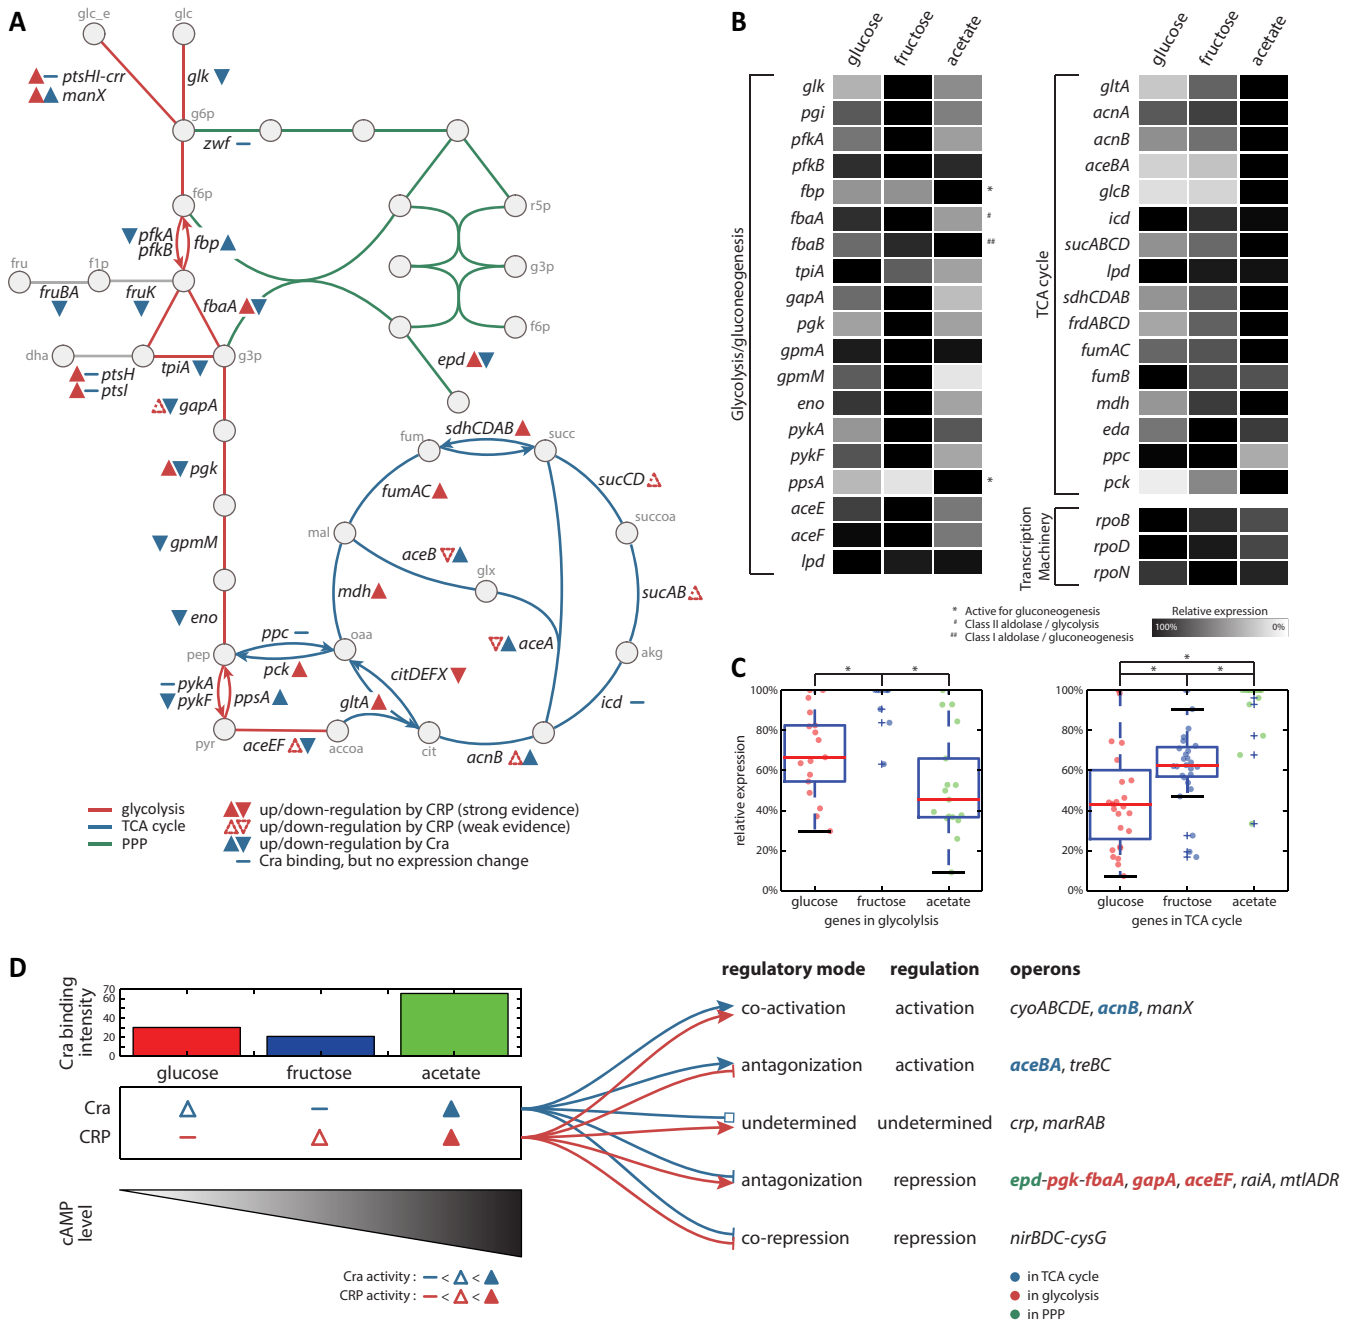 A
glc_e
glc
ptsHI-crr
manX
glk
g6p
zwf
f6p
r5p
pfkA
pfkB
fbp
fru
f1p
g3p
fruBA
fruK
fbaA
f6p
dha
tpiA
g3p
epd
ptsH
ptsI
gapA
sdhCDAB
fum
succ
pgk
fumAC
sucCD
mal
succoa
gpmM
aceB
glx
mdh
sucAB
eno
ppc
oaa
aceA
akg
pep
pck
citDEFX
pykA
pykF
ppsA
gltA
icd
pyr
aceEF
accoa
cit
acnB
glycolysis
TCA cycle
PPP
up/down-regulation by CRP (strong evidence)
up/down-regulation by CRP (weak evidence)
up/down-regulation by Cra
Cra binding, but no expression change
B
glucose
fructose
acetate
Glycolysis/gluconeogenesis
glk
pgi
pfkA
pfkB
fbp *
fbaA #
fbaB ##
tpiA
gapA
pgk
gpmA
gpmM
eno
pykA
pykF
ppsA *
aceE
aceF
lpd
glucose
fructose
acetate
TCA cycle
gltA
acnA
acnB
aceBA
glcB
icd
sucABCD
lpd
sdhCDAB
frdABCD
fumAC
fumB
mdh
eda
ppc
pck
Transcription
Machinery
rpoB
rpoD
rpoN
* Active for gluconeogenesis
# Class II aldolase / glycolysis
## Class I aldolase / gluconeogenesis
Relative expression
100% 0%
C
* *
relative expression
100%
80%
60%
40%
20%
0%
glucose fructose acetate
genes in glycolylsis
*
* *
100%
80%
60%
40%
20%
0%
glucose fructose acetate
genes in TCA cycle
D
Cra binding
intensity
70
60
40
20
0
glucose fructose acetate
Cra
CRP
cAMP
level
Cra activity : < <
CRP activity : < <
regulatory mode regulation operons
co-activation activation cyoABCDE, acnB, manX
antagonization activation aceBA, treBC
undetermined undetermined crp, marRAB
antagonization repression epd-pgk-fbaA, gapA, aceEF, raiA, mtlADR
co-repression repression nirBDC-cysG
in TCA cycle
in glycolysis
in PPP